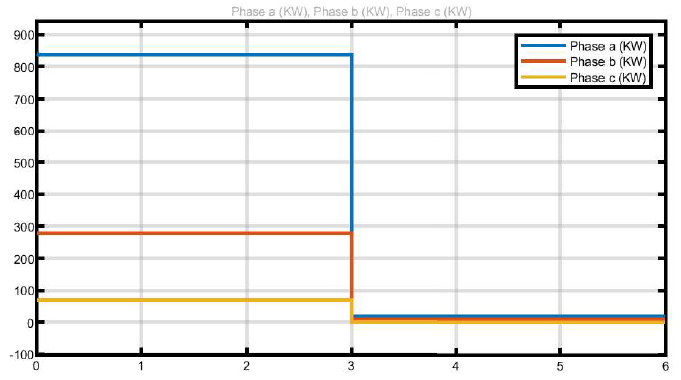 Phase a (KW), Phase b (KW), Phase c (KW)
900
800
700
600
500
400
300
200
100
0
-100
Phase a (KW)
Phase b (KW)
Phase c (KW)
0 1 2 3 4 5 6